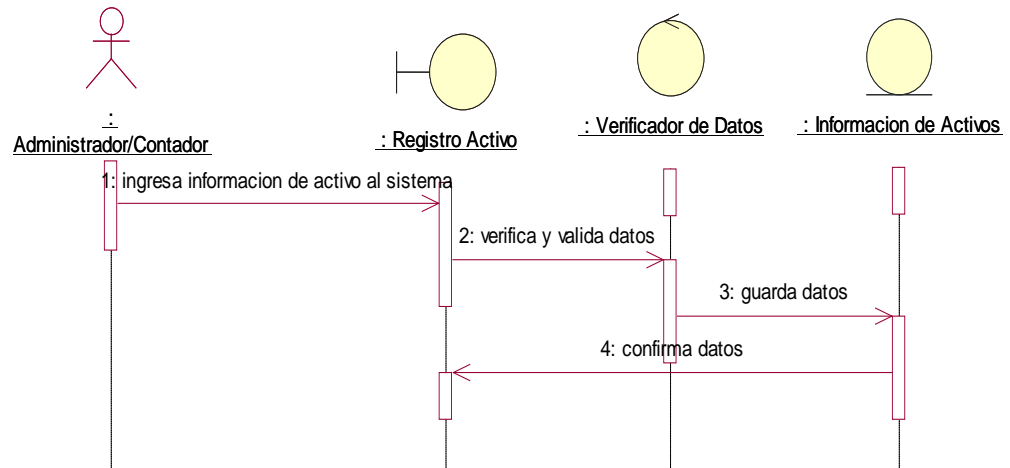 :
Administrador/Contador
: Registro Activo
: Verificador de Datos
: Informacion de Activos
1: ingresa informacion de activo al sistema
2: verifica y valida datos
3: guarda datos
4: confirma datos